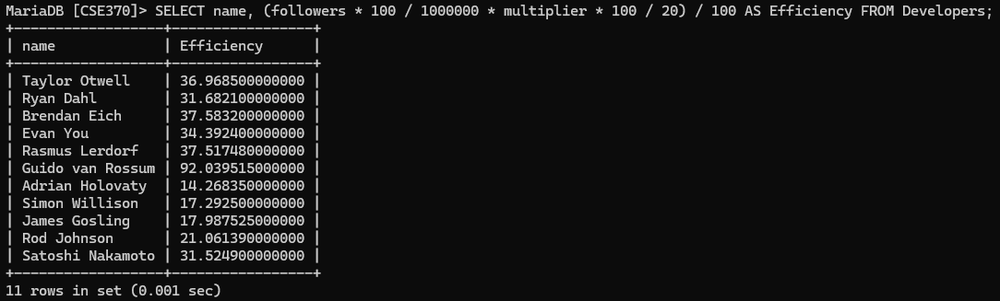 MariaDB [CSE370]> SELECT name, (followers * 100 / 1000000 * multiplier * 100 / 20) / 100 AS Efficiency FROM Developers;
+------------------+-----------------+
| name             | Efficiency      |
+------------------+-----------------+
| Taylor Otwell    | 36.968500000000 |
| Ryan Dahl        | 31.682100000000 |
| Brendan Eich     | 37.583200000000 |
| Evan You         | 34.392400000000 |
| Rasmus Lerdorf   | 37.517480000000 |
| Guido van Rossum | 92.039515000000 |
| Adrian Holovaty  | 14.268350000000 |
| Simon Willison   | 17.292500000000 |
| James Gosling    | 17.987525000000 |
| Rod Johnson      | 21.061390000000 |
| Satoshi Nakamoto | 31.524900000000 |
+------------------+-----------------+
11 rows in set (0.001 sec)